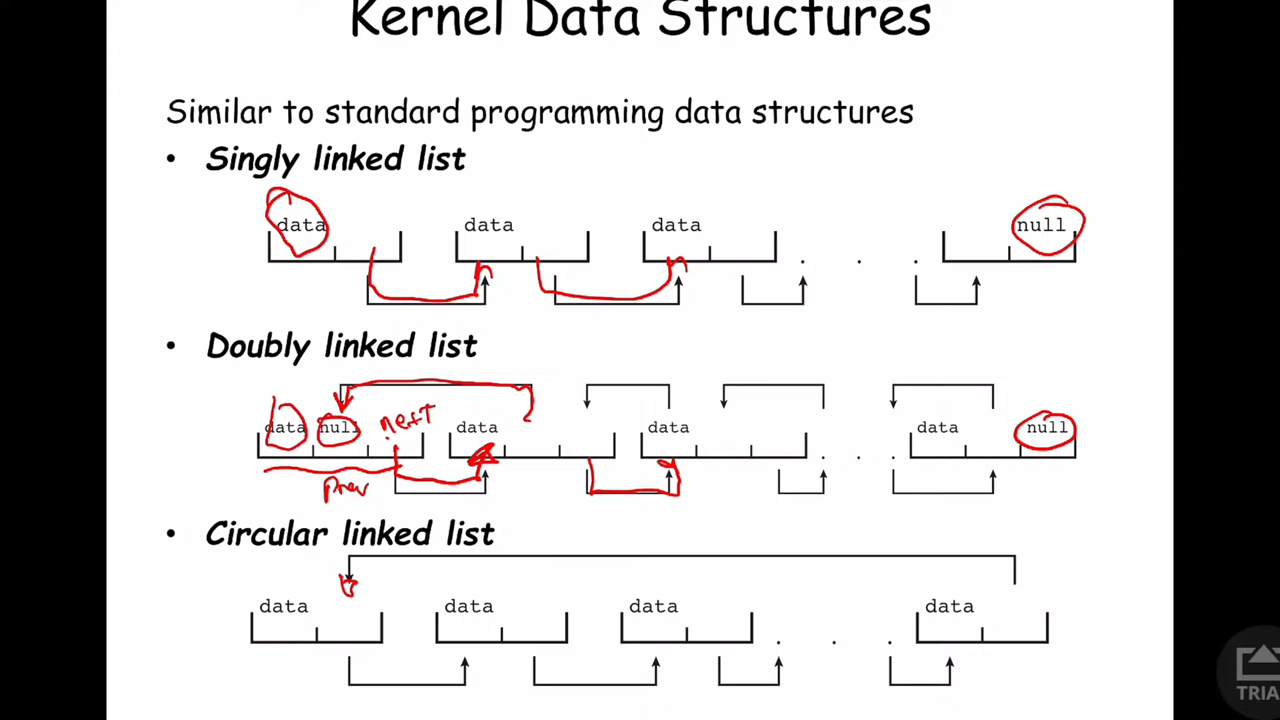 Kernel Data Structures
Similar to standard programming data structures
• Singly linked list
data data data null
. . .
• Doubly linked list
next
data null data data data null
. . .
prev
• Circular linked list
data data data data
. . .
TRIA